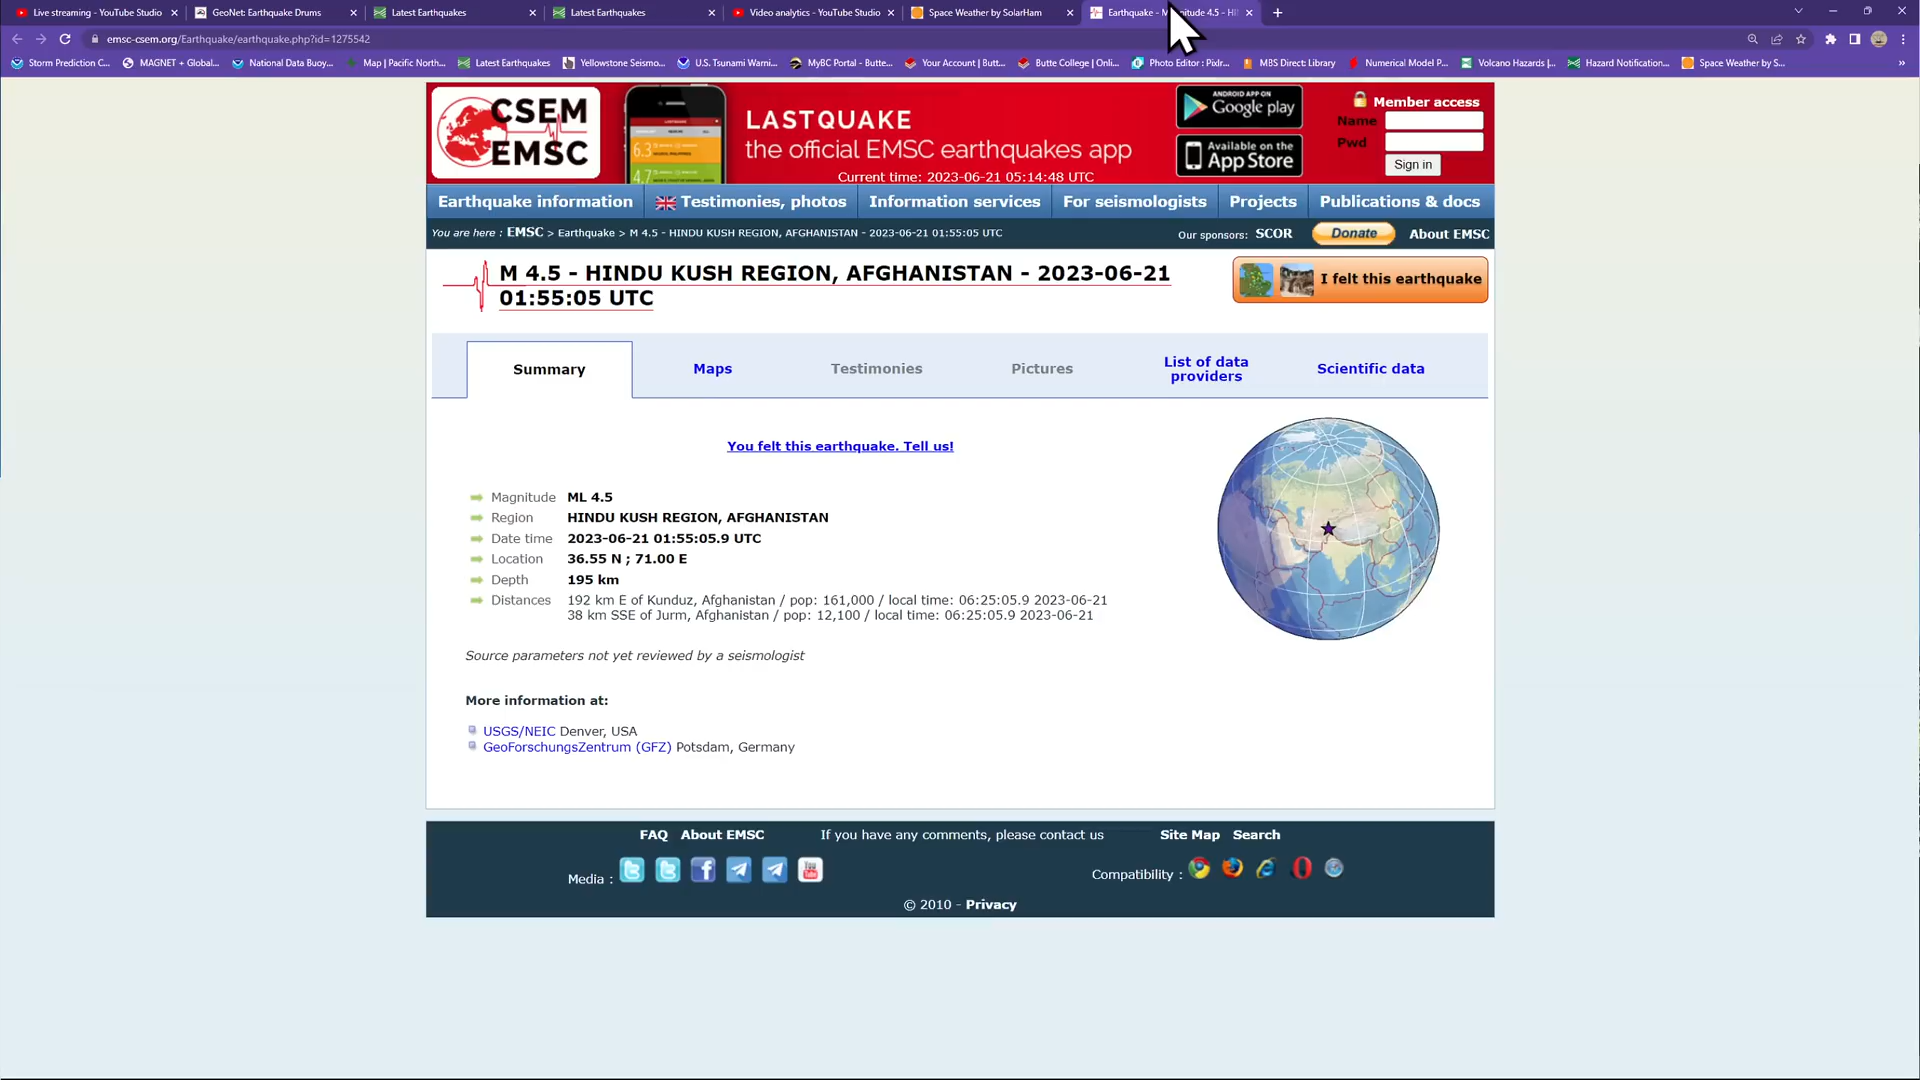 Live streaming - YouTube Studio
GeoNet: Earthquake Drums
Latest Earthquakes
Latest Earthquakes
Video analytics - YouTube Studio
Space Weather by SolarHam
Earthquake - 4.5 - HI
emsc-csem.org/Earthquake/earthquake.php?id=1275542
Storm Prediction C...
MAGNET + Global...
National Data Buoy...
Map | Pacific North...
Latest Earthquakes
Yellowstone Seismo...
U.S. Tsunami Warni...
MyBC Portal - Butte...
Your Account | Butt...
Butte College | Onli...
Photo Editor : Pixlr...
MBS Direct: Library
Numerical Model P...
Volcano Hazards |...
Hazard Notification...
Space Weather by S...
CSEM
EMSC
LASTQUAKE
6.3
4.7
LASTQUAKE
the official EMSC earthquakes app
Current time: 2023-06-21 05:14:48 UTC
ANDROID APP ON
Google play
Available on the
App Store
Member access
Name
Pwd
Sign in
Earthquake information
Testimonies, photos
Information services
For seismologists
Projects
Publications & docs
You are here : EMSC > Earthquake > M 4.5 - HINDU KUSH REGION, AFGHANISTAN - 2023-06-21 01:55:05 UTC
Our sponsors: SCOR
Donate
About EMSC
M 4.5 - HINDU KUSH REGION, AFGHANISTAN - 2023-06-21
01:55:05 UTC
I felt this earthquake
Summary
Maps
Testimonies
Pictures
List of data
providers
Scientific data
You felt this earthquake. Tell us!
Magnitude ML 4.5
Region HINDU KUSH REGION, AFGHANISTAN
Date time 2023-06-21 01:55:05.9 UTC
Location 36.55 N ; 71.00 E
Depth 195 km
Distances 192 km E of Kunduz, Afghanistan / pop: 161,000 / local time: 06:25:05.9 2023-06-21
38 km SSE of Jurm, Afghanistan / pop: 12,100 / local time: 06:25:05.9 2023-06-21
Source parameters not yet reviewed by a seismologist
More information at:
USGS/NEIC Denver, USA
GeoForschungsZentrum (GFZ) Potsdam, Germany
FAQ About EMSC
If you have any comments, please contact us
Site Map Search
Media :
You
Compatibility :
© 2010 - Privacy